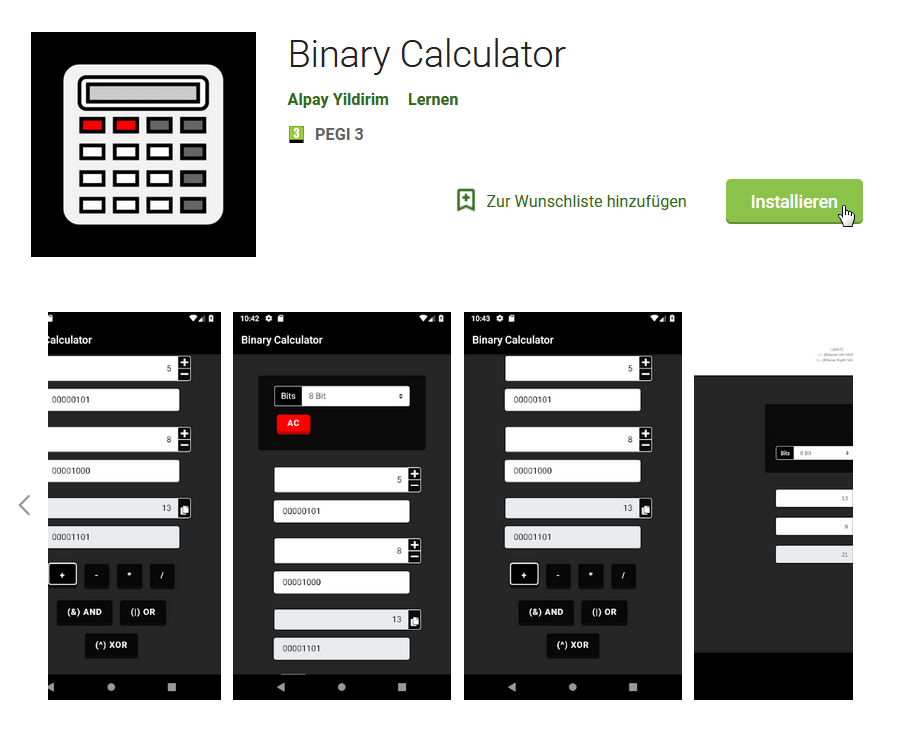 Binary Calculator
Alpay Yildirim Lernen
3 PEGI 3
Zur Wunschliste hinzufügen
Installieren
alculator
5
00000101
8
00001000
13
00001101
+ - * /
(&) AND (|) OR
(^) XOR
10:42
Binary Calculator
Bits 8 Bit
AC
5
00000101
8
00001000
13
00001101
10:43
Binary Calculator
5
00000101
8
00001000
13
00001101
+ - * /
(&) AND (|) OR
(^) XOR
Bits 8 Bit
13
8
21